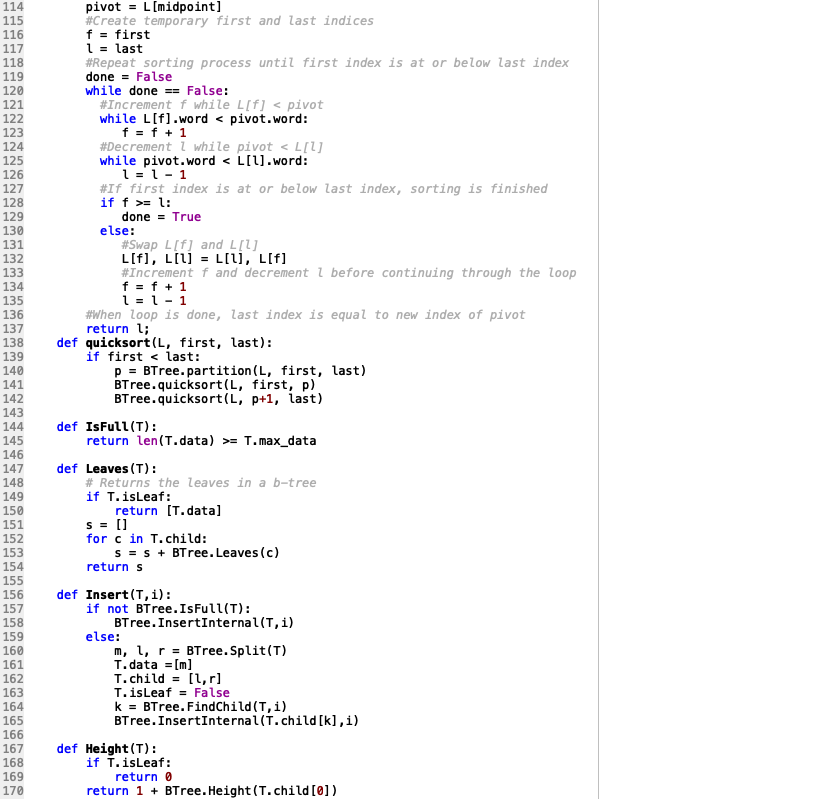 114         pivot = L[midpoint]
115         #Create temporary first and last indices
116         f = first
117         l = last
118         #Repeat sorting process until first index is at or below last index
119         done = False
120         while done == False:
121           #Increment f while L[f] < pivot
122           while L[f].word < pivot.word:
123              f = f + 1
124           #Decrement l while pivot < L[l]
125           while pivot.word < L[l].word:
126              l = l - 1
127           #If first index is at or below last index, sorting is finished
128           if f >= l:
129              done = True
130           else:
131              #Swap L[f] and L[l]
132              L[f], L[l] = L[l], L[f]
133              #Increment f and decrement l before continuing through the loop
134              f = f + 1
135              l = l - 1
136         #When loop is done, last index is equal to new index of pivot
137         return l;
138     def quicksort(L, first, last):
139         if first < last:
140             p = BTree.partition(L, first, last)
141             BTree.quicksort(L, first, p)
142             BTree.quicksort(L, p+1, last)
143
144     def IsFull(T):
145         return len(T.data) >= T.max_data
146
147     def Leaves(T):
148         # Returns the leaves in a b-tree
149         if T.isLeaf:
150             return [T.data]
151         s = []
152         for c in T.child:
153             s = s + BTree.Leaves(c)
154         return s
155
156     def Insert(T,i):
157         if not BTree.IsFull(T):
158             BTree.InsertInternal(T,i)
159         else:
160             m, l, r = BTree.Split(T)
161             T.data =[m]
162             T.child = [l,r]
163             T.isLeaf = False
164             k = BTree.FindChild(T,i)
165             BTree.InsertInternal(T.child[k],i)
166
167     def Height(T):
168         if T.isLeaf:
169             return 0
170         return 1 + BTree.Height(T.child[0])